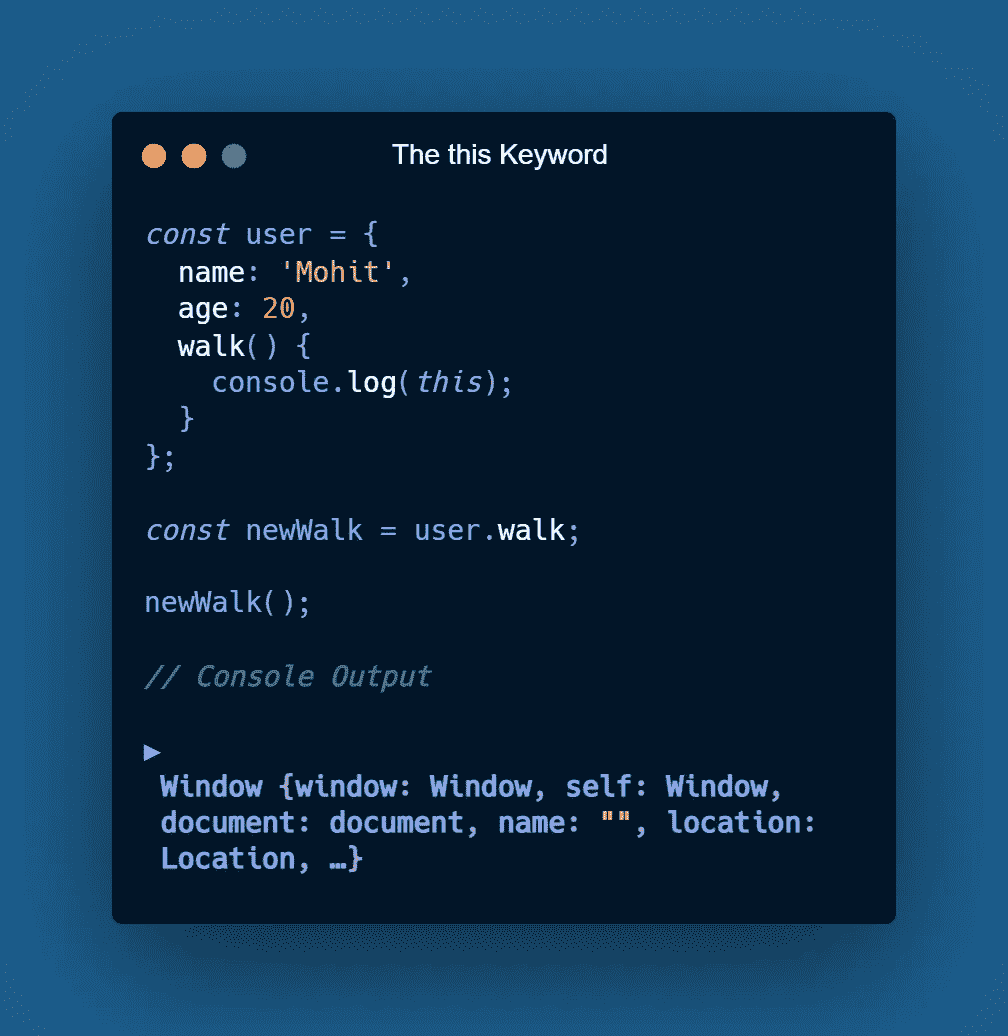 The this Keyword
const user = {
  name: 'Mohit',
  age: 20,
  walk() {
    console.log(this);
  }
};
const newWalk = user.walk;
newWalk();
// Console Output
▶
Window {window: Window, self: Window,
document: document, name: "", location:
Location, …}